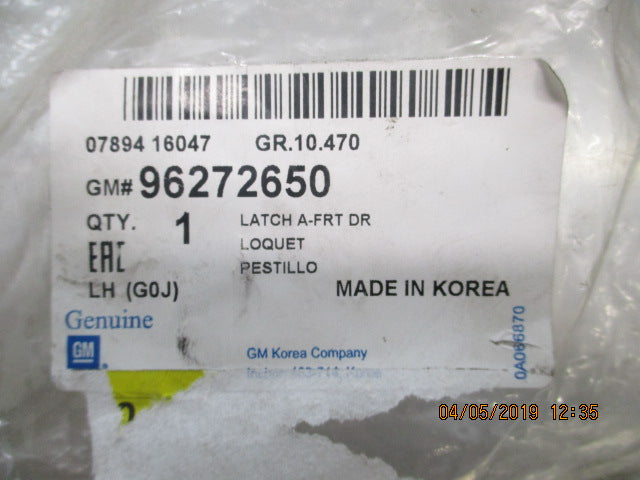 07894 16047 GR.10.470
GM# 96272650
QTY. 1 LATCH A-FRT DR
LOQUET
EAC PESTILLO
LH (G0J) MADE IN KOREA
Genuine
GM
GM Korea Company
0A066870
04/05/2019 12:35